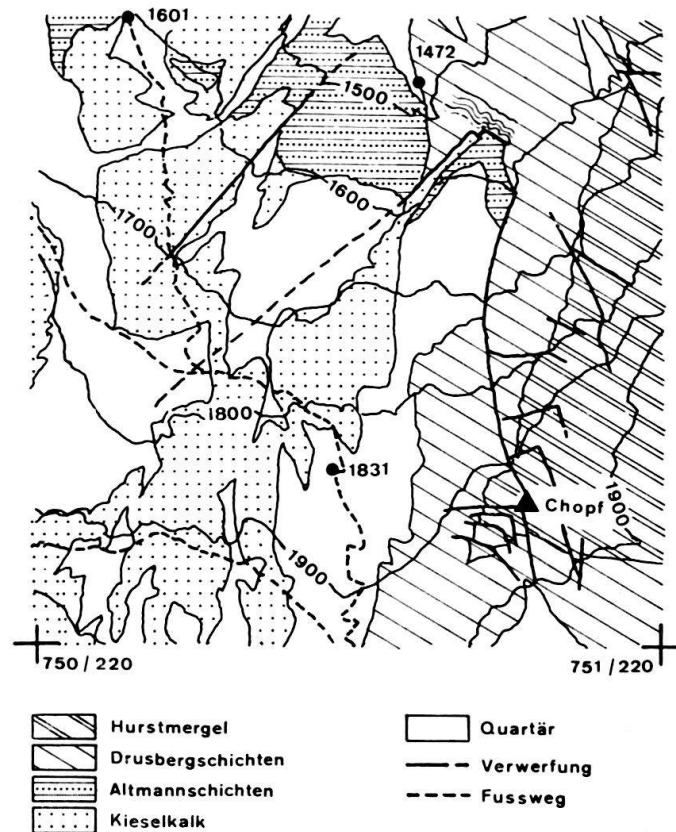 1601
1472
1500
1600
1700
1800
1831
Chopf
1900
1900
750 / 220
751 / 220
Hurstmergel
Drusbergschichten
Altmannschichten
Kieselkalk
Quartär
Verwerfung
Fussweg